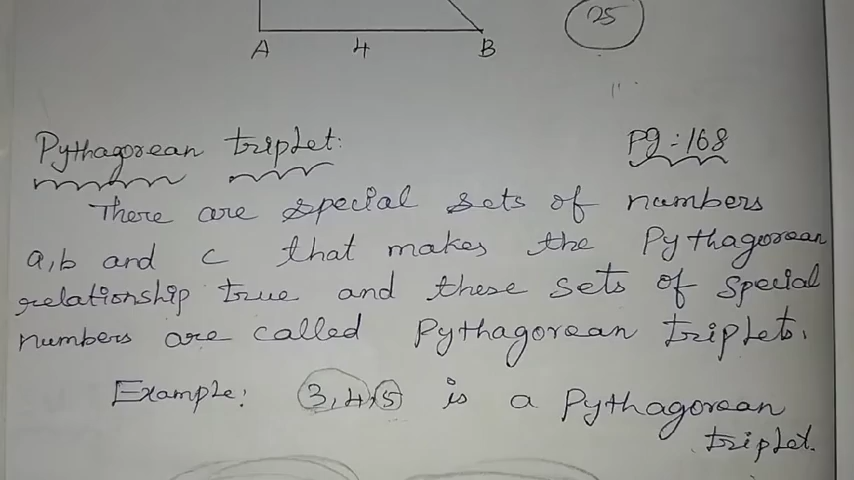 25
A 4 B
Pythagorean triplet: Pg:168
There are special sets of numbers
a,b and c that makes the Pythagorean
relationship true and these sets of special
numbers are called Pythagorean triplets.
Example: 3,4,5 is a Pythagorean
triplet.